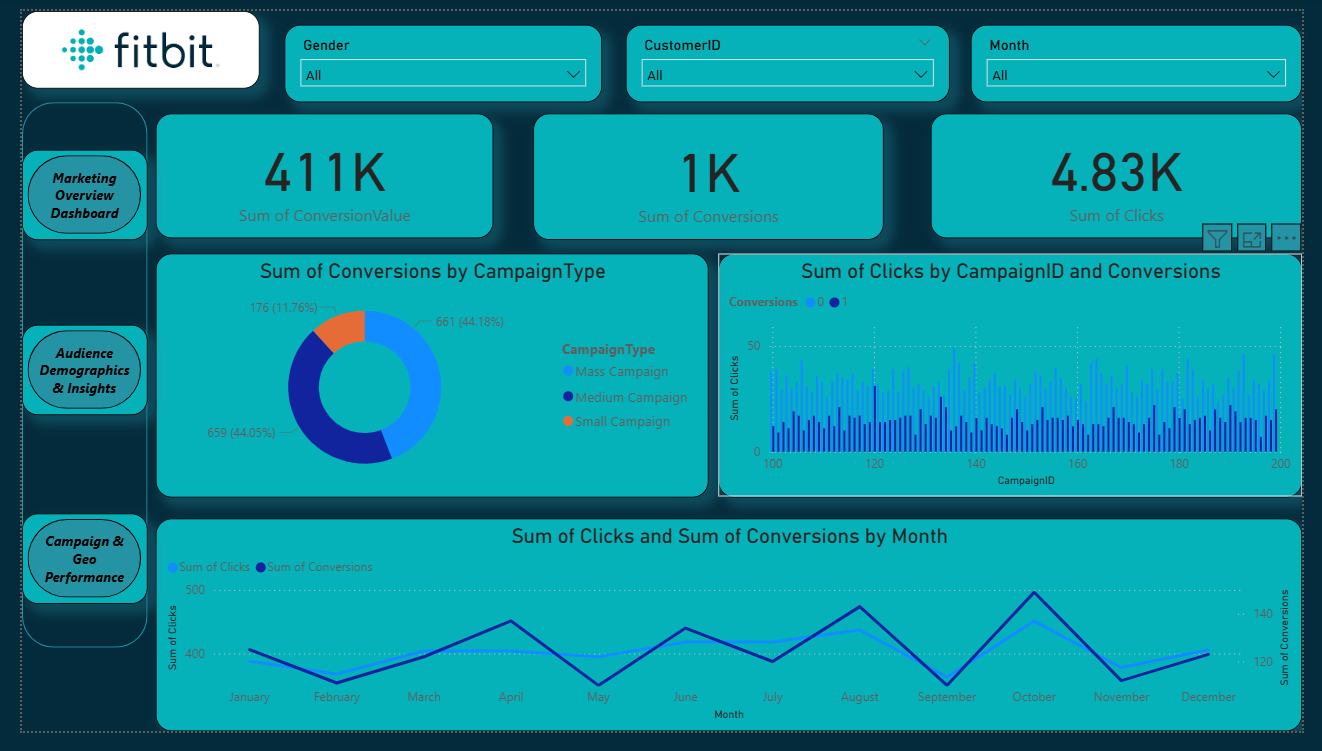 fitbit
Gender
All
CustomerID
All
Month
All
Marketing
Overview
Dashboard
Audience
Demographics
& Insights
Campaign &
Geo
Performance
411K
Sum of ConversionValue
1K
Sum of Conversions
4.83K
Sum of Clicks
Sum of Conversions by CampaignType
176 (11.76%)
661 (44.18%)
659 (44.05%)
CampaignType
Mass Campaign
Medium Campaign
Small Campaign
Sum of Clicks by CampaignID and Conversions
Conversions 0 1
Sum of Clicks
50
0
100 120 140 160 180 200
CampaignID
Sum of Clicks and Sum of Conversions by Month
Sum of Clicks Sum of Conversions
Sum of Clicks
500
400
140
120
Sum of Conversions
January February March April May June July August September October November December
Month